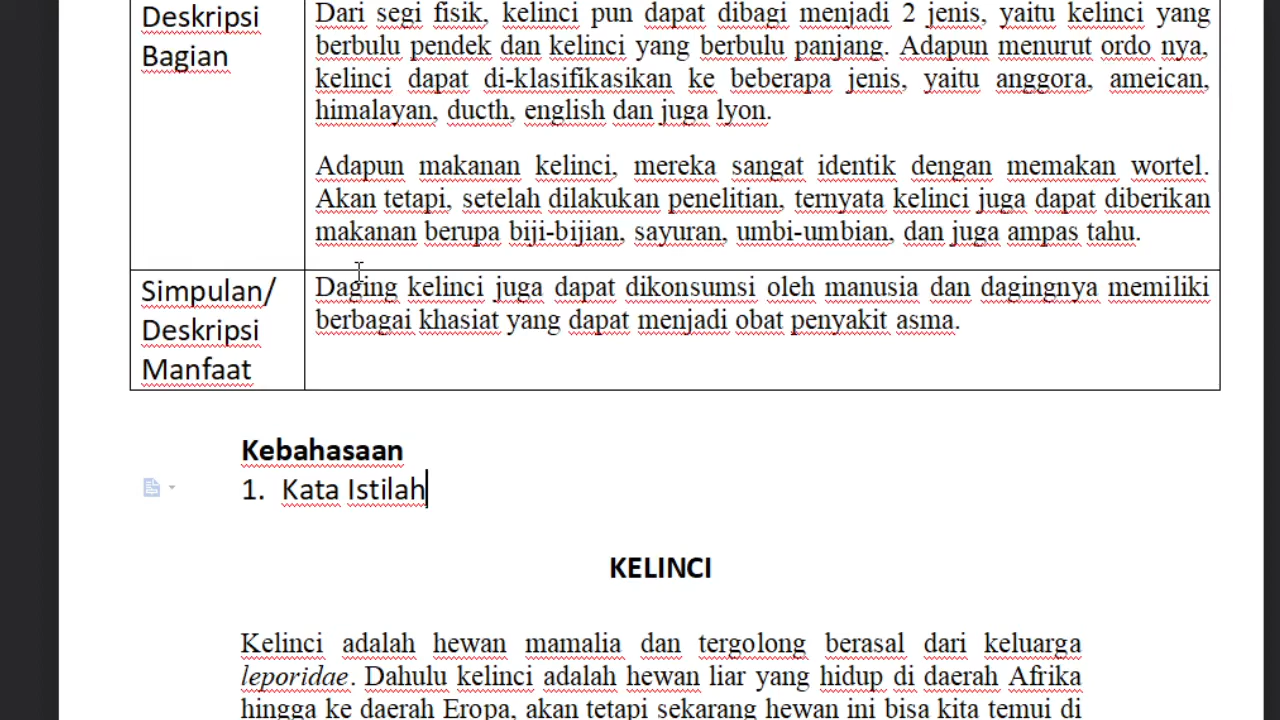 Deskripsi
Bagian
Dari segi fisik, kelinci pun dapat dibagi menjadi 2 jenis, yaitu kelinci yang
berbulu pendek dan kelinci yang berbulu panjang. Adapun menurut ordo nya,
kelinci dapat di-klasifikasikan ke beberapa jenis, yaitu anggora, ameican,
himalayan, ducth, english dan juga lyon.
Adapun makanan kelinci, mereka sangat identik dengan memakan wortel.
Akan tetapi, setelah dilakukan penelitian, ternyata kelinci juga dapat diberikan
makanan berupa biji-bijian, sayuran, umbi-umbian, dan juga ampas tahu.
Simpulan/
Deskripsi
Manfaat
Daging kelinci juga dapat dikonsumsi oleh manusia dan dagingnya memiliki
berbagai khasiat yang dapat menjadi obat penyakit asma.
Kebahasaan
1. Kata Istilah
KELINCI
Kelinci adalah hewan mamalia dan tergolong berasal dari keluarga
leporidae. Dahulu kelinci adalah hewan liar yang hidup di daerah Afrika
hingga ke daerah Eropa, akan tetapi sekarang hewan ini bisa kita temui di